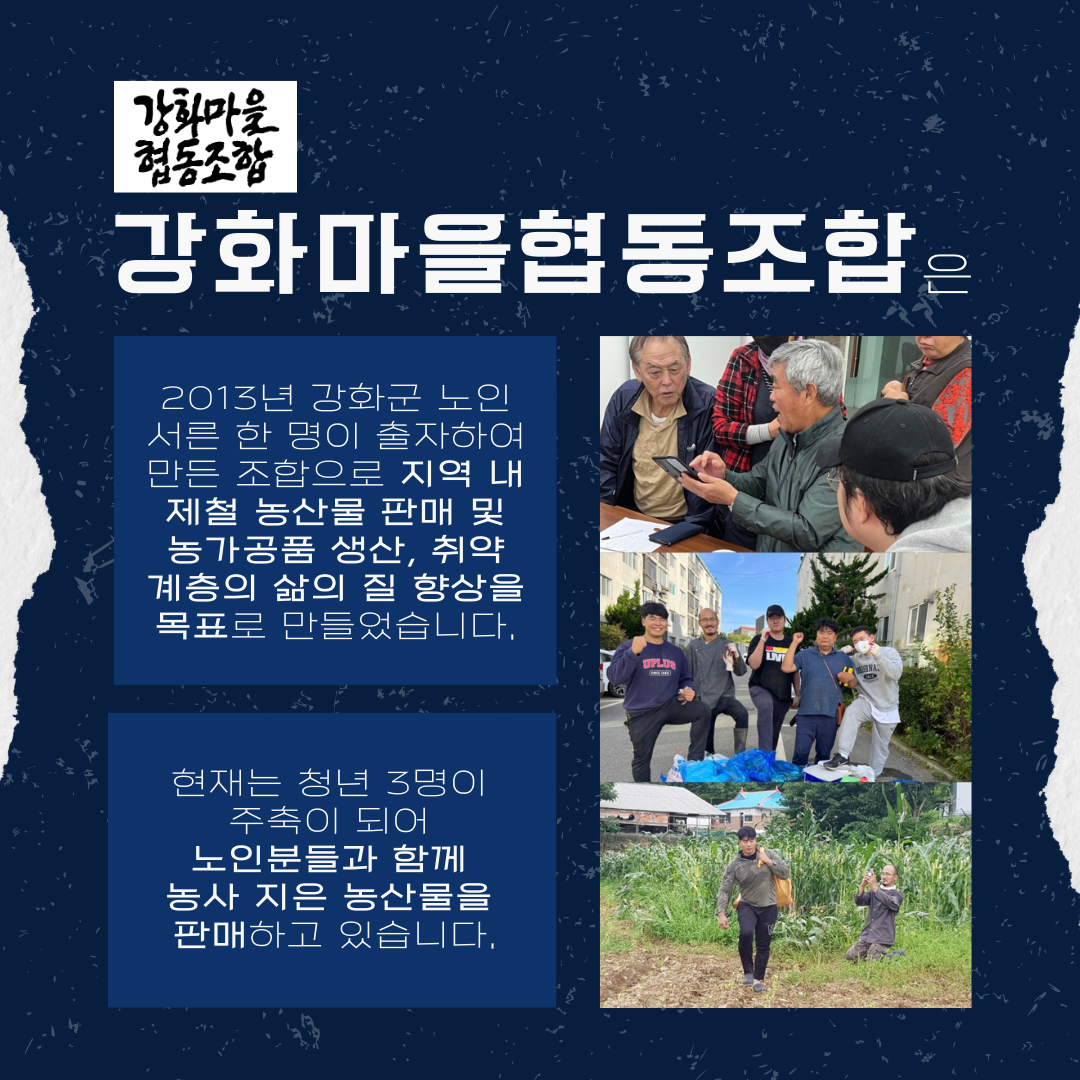 강화마을
협동조합
강화마을협동조합은
2013년 강화군 노인
서른 한 명이 출자하여
만든 조합으로 지역 내
제철 농산물 판매 및
농가공품 생산, 취약
계층의 삶의 질 향상을
목표로 만들었습니다.
UPLUS
현재는 청년 3명이
주축이 되어
노인분들과 함께
농사 지은 농산물을
판매하고 있습니다.